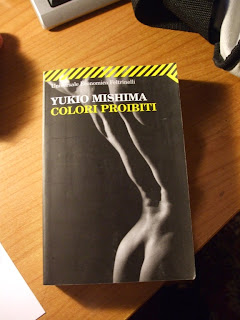 Universale Economica Feltrinelli
YUKIO MISHIMA
COLORI PROIBITI